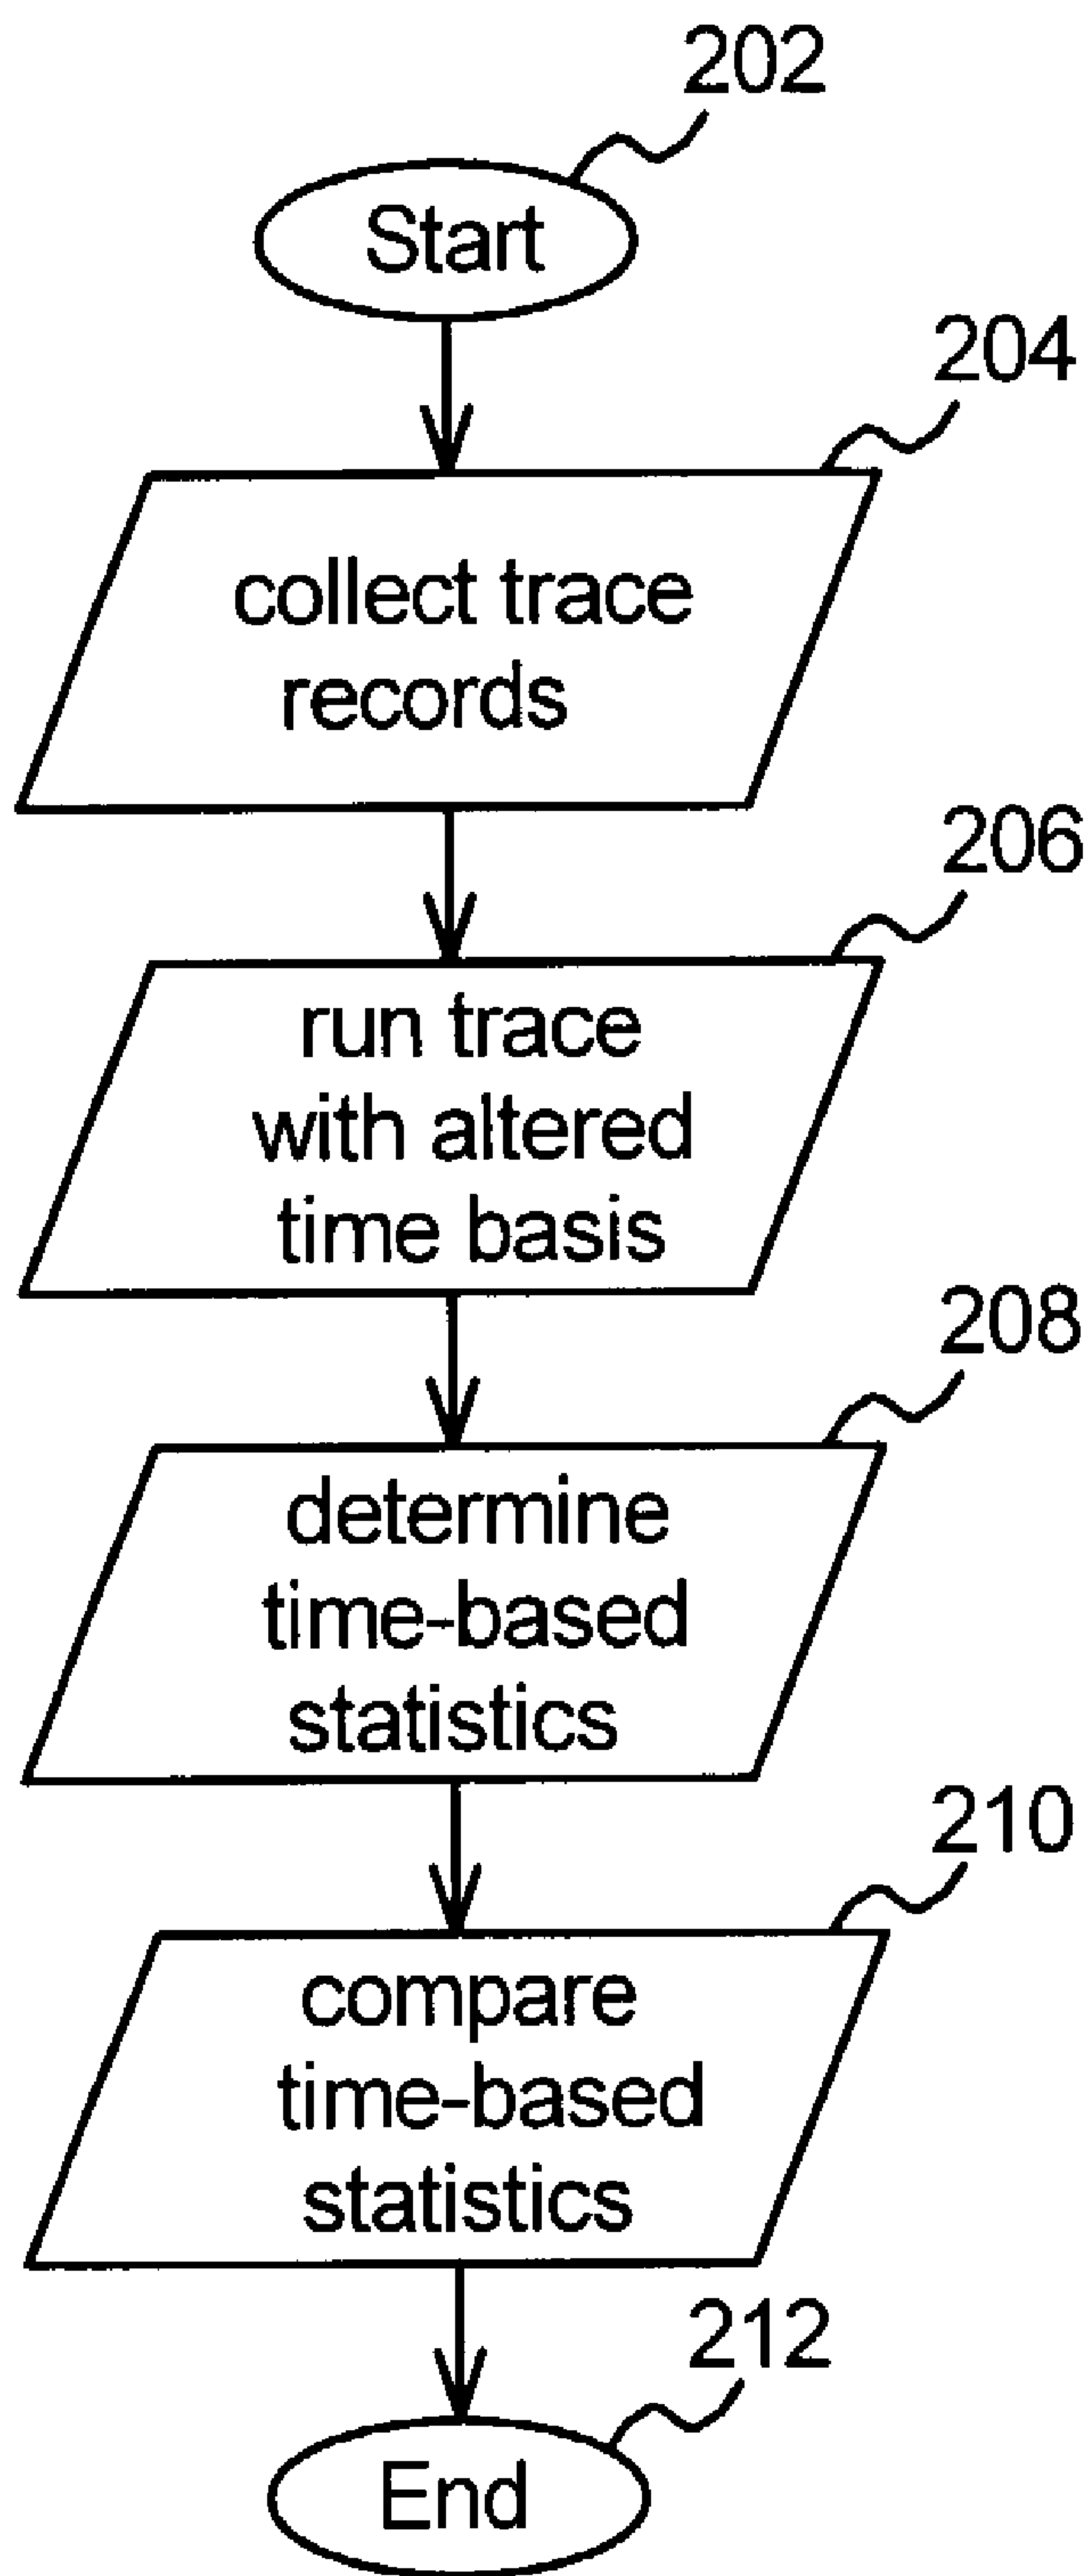 202
Start
204
collect trace
records
206
run trace
with altered
time basis
208
determine
time-based
statistics
210
compare
time-based
statistics
212
End